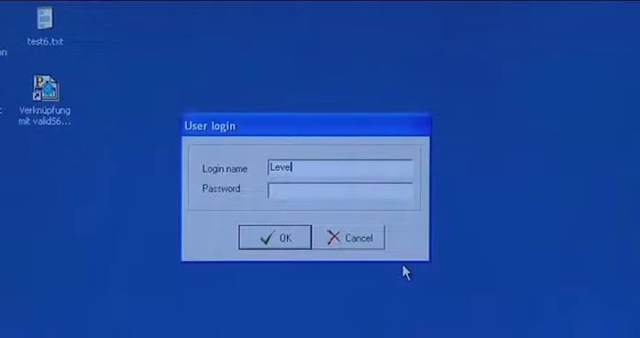 test6.txt
Verknüpfung
mit valid56...
User login
Login name
Level
Password
OK
Cancel